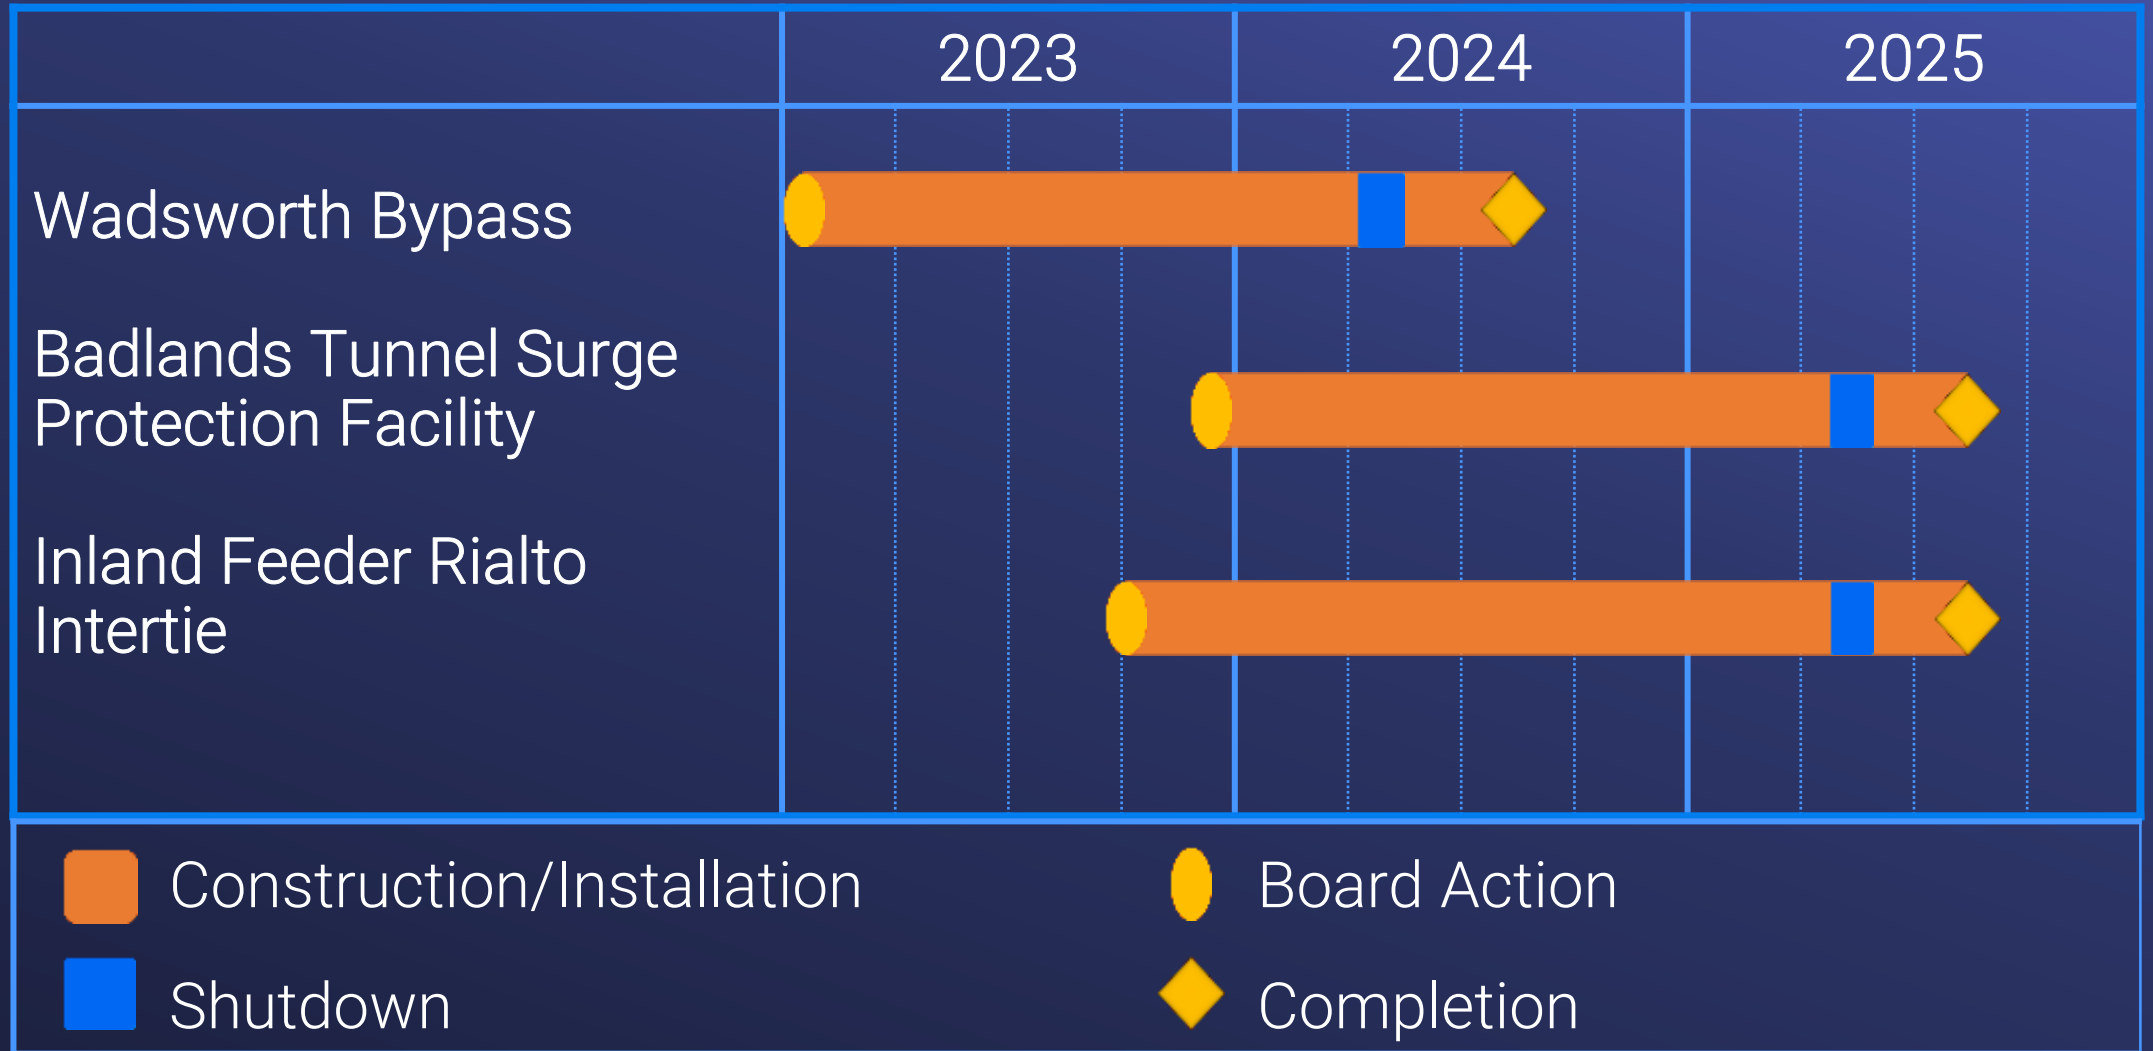 2023
2024
2025
Wadsworth Bypass
Badlands Tunnel Surge
Protection Facility
Inland Feeder Rialto
Intertie
Construction/Installation
Board Action
Shutdown
Completion